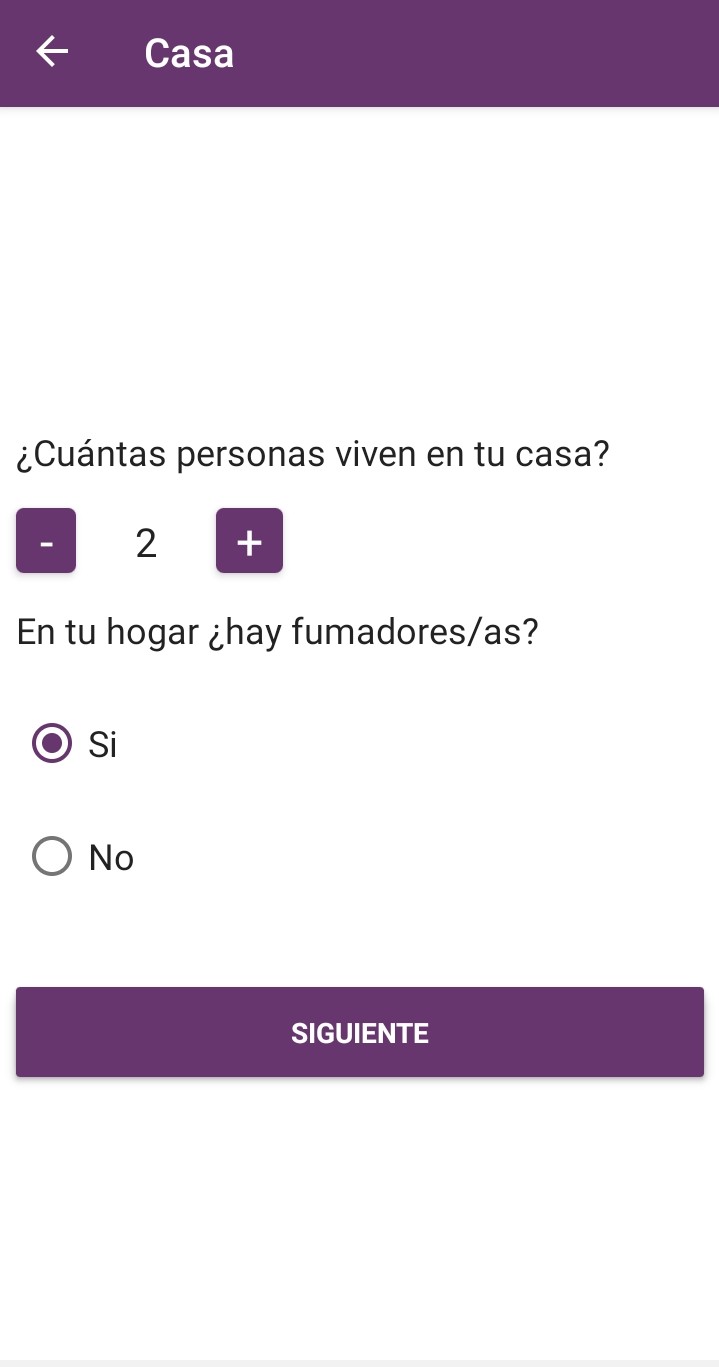 Casa
¿Cuántas personas viven en tu casa?
- 2 +
En tu hogar ¿hay fumadores/as?
Si
No
SIGUIENTE